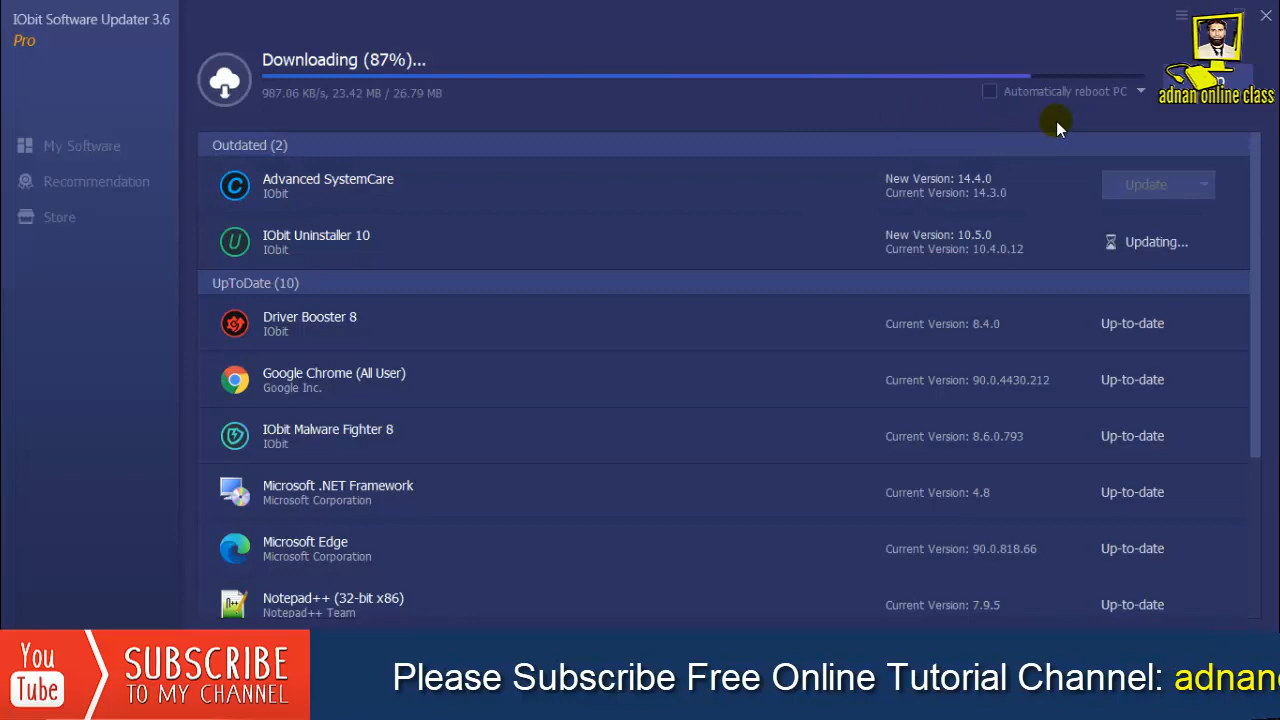 IObit Software Updater 3.6
Pro
Downloading (87%)...
987.06 KB/s, 23.42 MB / 26.79 MB
Automatically reboot PC
adnan online class
My Software
Recommendation
Store
Outdated (2)
Advanced SystemCare
IObit
New Version: 14.4.0
Current Version: 14.3.0
Update
IObit Uninstaller 10
IObit
New Version: 10.5.0
Current Version: 10.4.0.12
Updating...
UpToDate (10)
Driver Booster 8
IObit
Current Version: 8.4.0
Up-to-date
Google Chrome (All User)
Google Inc.
Current Version: 90.0.4430.212
Up-to-date
IObit Malware Fighter 8
IObit
Current Version: 8.6.0.793
Up-to-date
Microsoft .NET Framework
Microsoft Corporation
Current Version: 4.8
Up-to-date
Microsoft Edge
Microsoft Corporation
Current Version: 90.0.818.66
Up-to-date
Notepad++ (32-bit x86)
Notepad++ Team
Current Version: 7.9.5
Up-to-date
You
Tube
SUBSCRIBE
TO MY CHANNEL
Please Subscribe Free Online Tutorial Channel: adnan